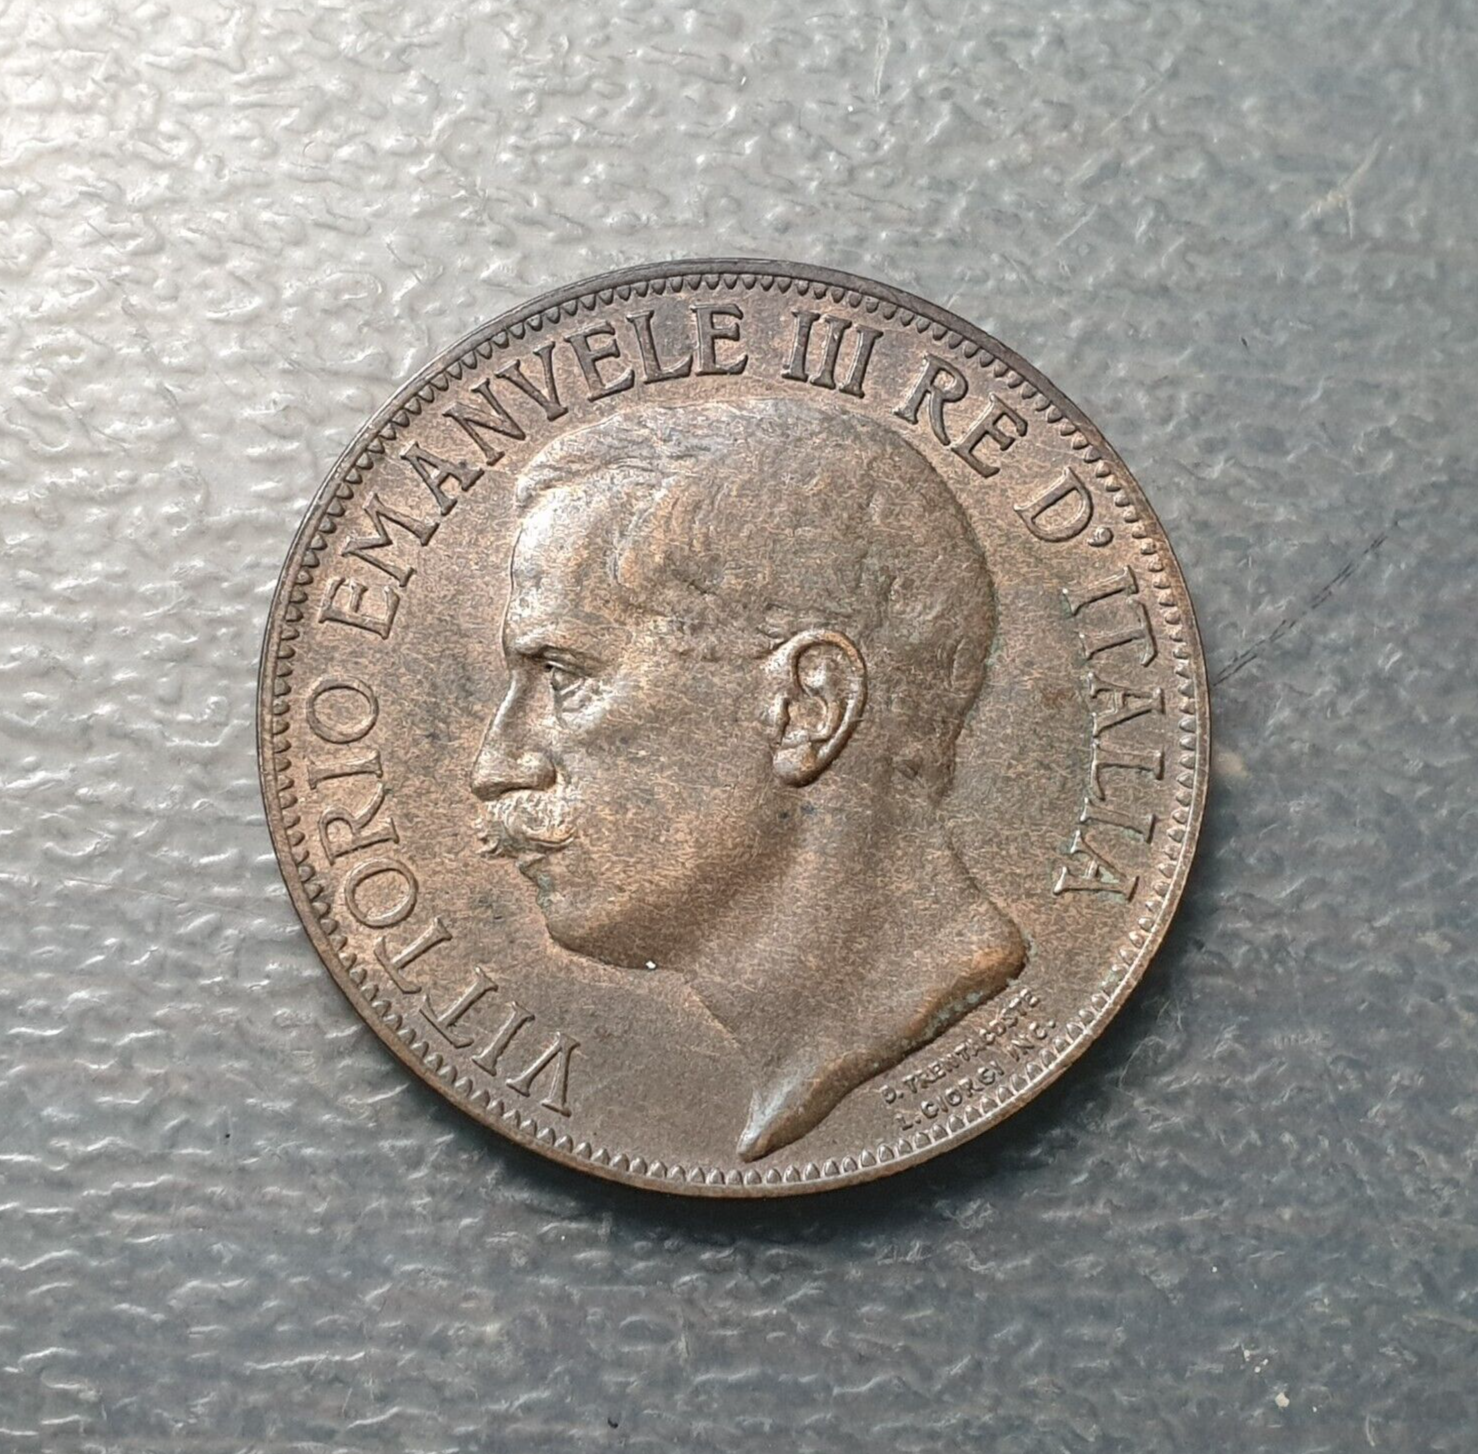 VITTORIO EMANVELE III RE D'ITALIA
D. TRENTACOSTE
L. GIORGI INC.